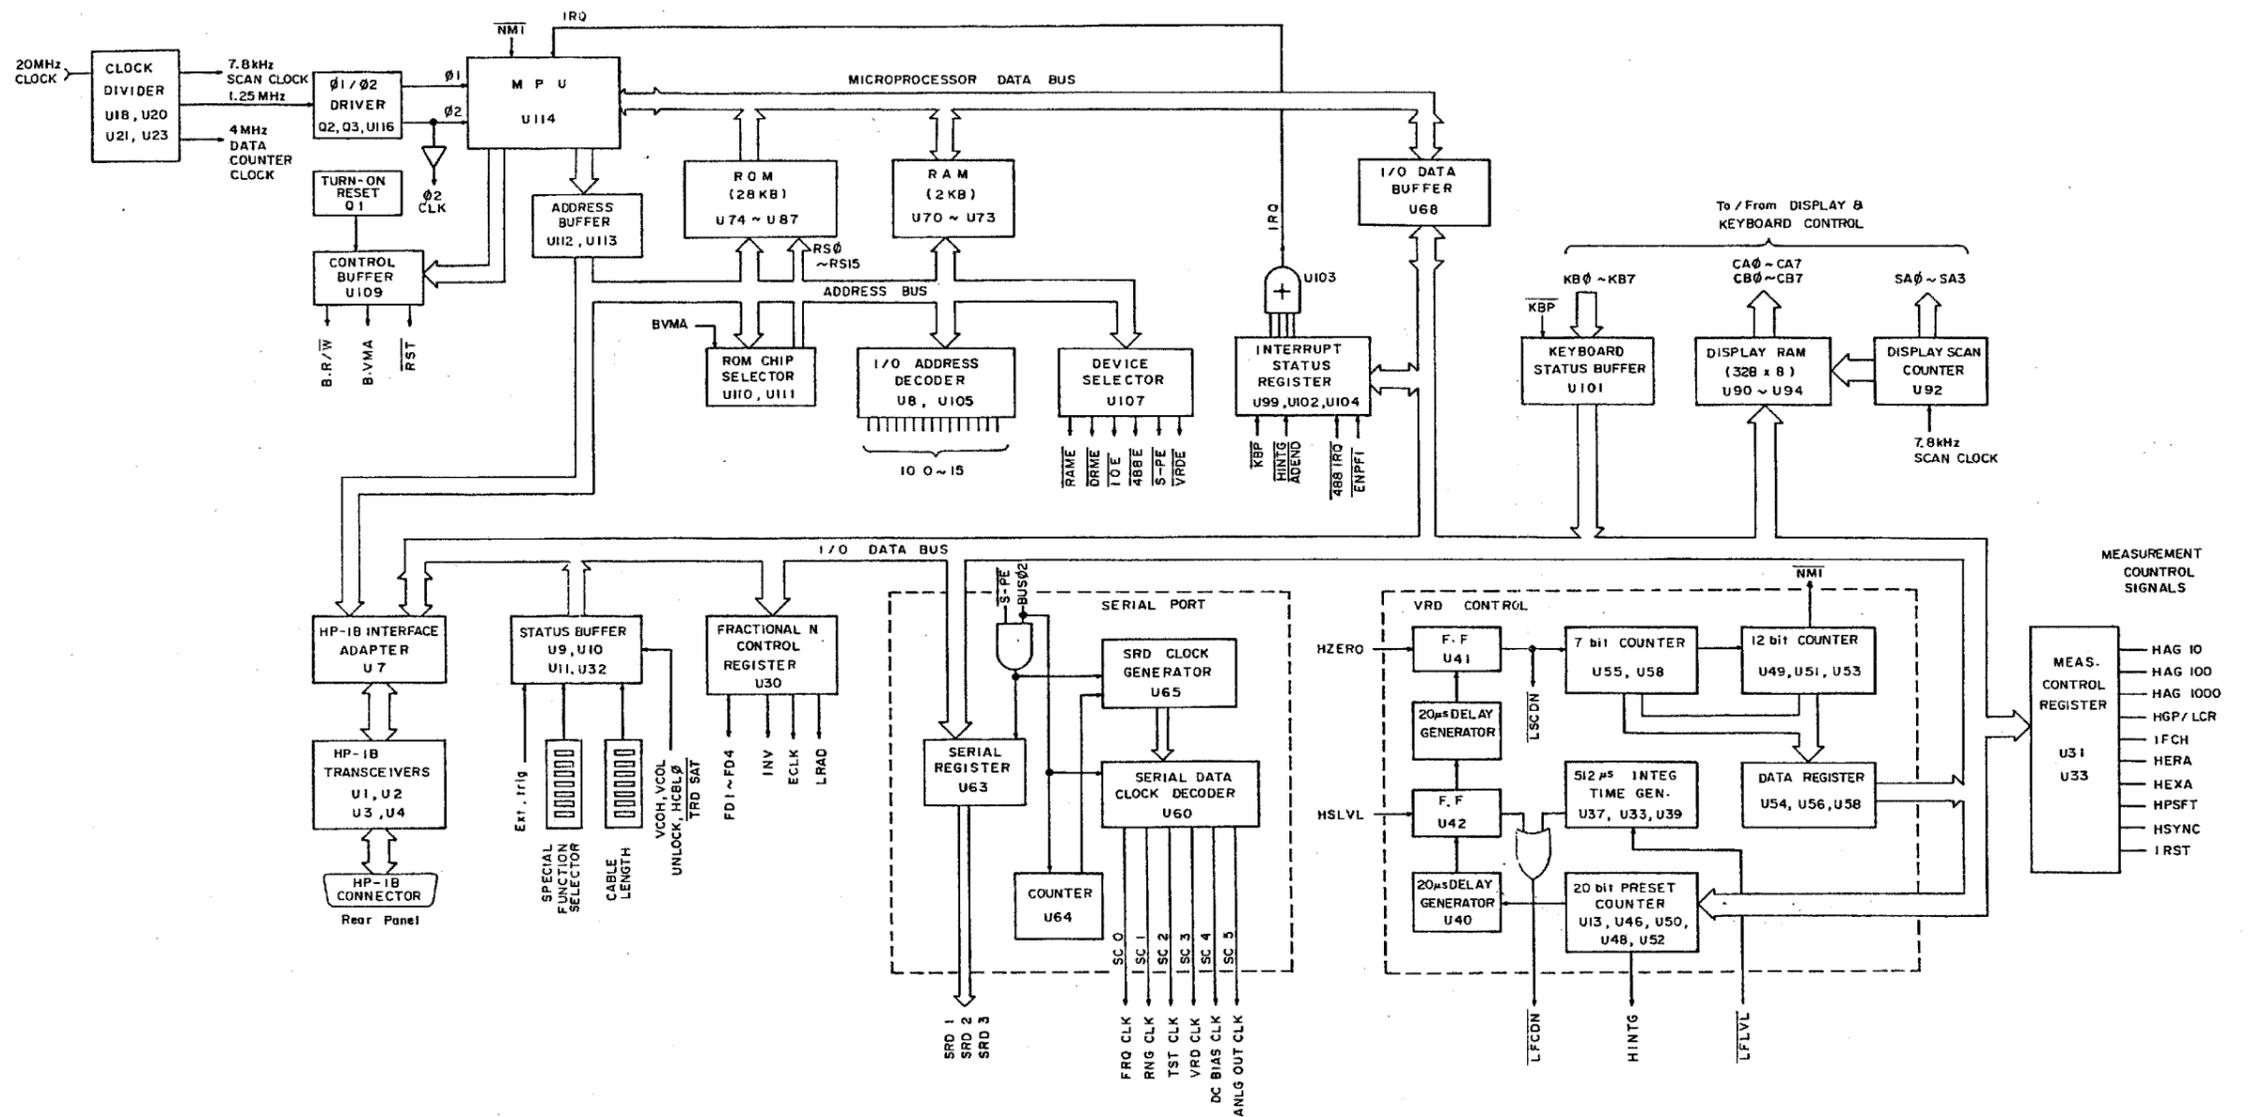 IRQ
NMI
20MHz
CLOCK
CLOCK
DIVIDER
U18, U20
U21, U23
7.8kHz
SCAN CLOCK
1.25MHz
4MHz
DATA
COUNTER
CLOCK
Ø1/Ø2
DRIVER
Q2, Q3, U116
Ø1
Ø2
MPU
U114
Ø2
CLK
MICROPROCESSOR DATA BUS
TURN-ON
RESET
Q1
CONTROL
BUFFER
U109
B.R/W
B.VMA
RST
ADDRESS
BUFFER
U112, U113
ROM
(28KB)
U74 ~ U87
RAM
(2KB)
U70 ~ U73
RSØ
~RS15
ADDRESS BUS
BVMA
ROM CHIP
SELECTOR
U110, U111
I/O ADDRESS
DECODER
U8, U105
IO 0~15
DEVICE
SELECTOR
U107
RAME
DRME
IOE
488E
S-PE
VRDE
IRQ
U103
INTERRUPT
STATUS
REGISTER
U99, U102, U104
KBP
HINTG
ADEND
488 IRQ
ENPFI
I/O DATA
BUFFER
U68
To / From DISPLAY &
KEYBOARD CONTROL
KBØ ~ KB7
CAØ ~ CA7
CBØ~CB7
SAØ ~ SA3
KBP
KEYBOARD
STATUS BUFFER
U101
DISPLAY RAM
(328 x 8)
U90 ~ U94
DISPLAY SCAN
COUNTER
U92
7.8kHz
SCAN CLOCK
I/O DATA BUS
HP-IB INTERFACE
ADAPTER
U7
HP-IB
TRANSCEIVERS
U1, U2
U3, U4
HP-IB
CONNECTOR
Rear Panel
STATUS BUFFER
U9, U10
U11, U32
Ext. trig
SPECIAL
FUNCTION
SELECTOR
CABLE
LENGTH
VCOH, VCOL
UNLOCK, HCBLØ
TRD SAT
FRACTIONAL N
CONTROL
REGISTER
U30
FD1~FD4
INV
ECLK
LRAD
S-PE
BUSØ2
SERIAL PORT
SRD CLOCK
GENERATOR
U65
SERIAL
REGISTER
U63
SERIAL DATA
CLOCK DECODER
U60
COUNTER
U64
SC 0
SC 1
SC 2
SC 3
SC 4
SC 5
SRD 1
SRD 2
SRD 3
FRQ CLK
RNG CLK
TST CLK
VRD CLK
DC BIAS CLK
ANLG OUT CLK
VRD CONTROL
NMI
HZERO
F.F
U41
LSCDN
7 bit COUNTER
U55, U58
12 bit COUNTER
U49, U51, U53
20µs DELAY
GENERATOR
HSLVL
F.F
U42
512 µs INTEG
TIME GEN.
U37, U33, U39
DATA REGISTER
U54, U56, U58
20µs DELAY
GENERATOR
U40
20 bit PRESET
COUNTER
U13, U46, U50,
U48, U52
LFCDN
HINTG
LFLVL
MEASUREMENT
COUNTROL
SIGNALS
MEAS.
CONTROL
REGISTER
U31
U33
HAG 10
HAG 100
HAG 1000
HGP/LCR
IFCH
HERA
HEXA
HPSFT
HSYNC
IRST